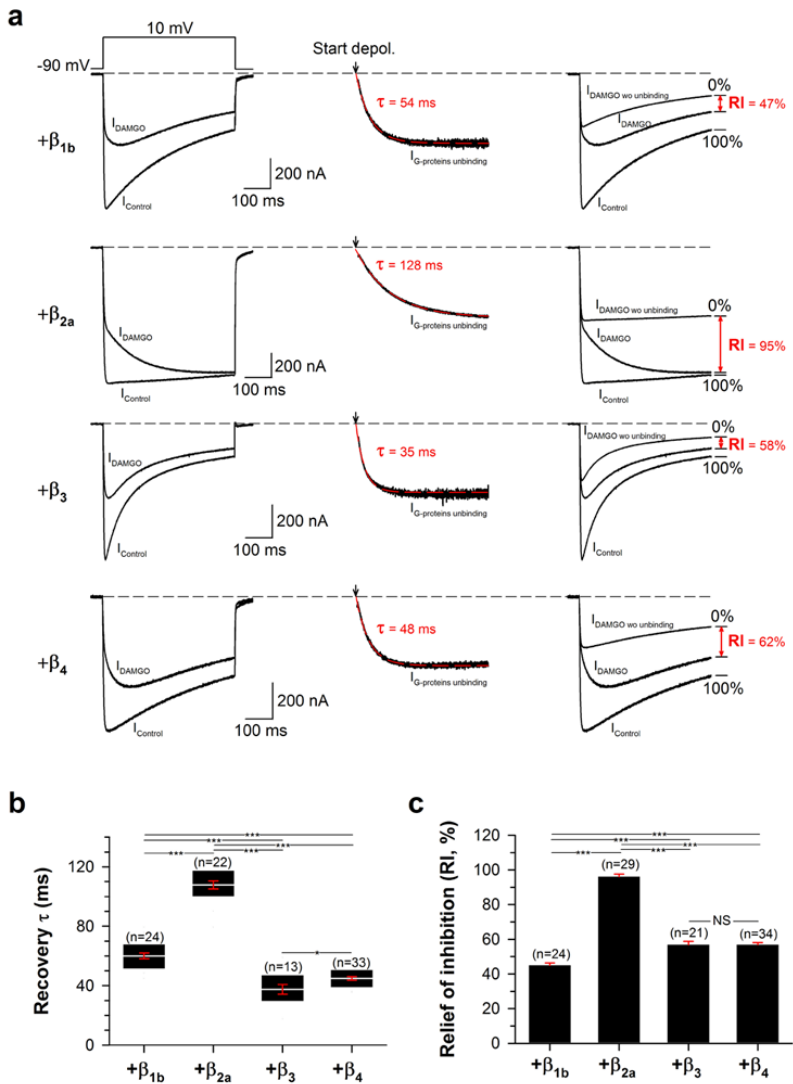 a
10 mV
-90 mV
Start depol.
+β1b
IDAMGO
IControl
200 nA
100 ms
τ = 54 ms
IG-proteins unbinding
IDAMGO wo unbinding
IDAMGO
IControl
0%
RI = 47%
100%
+β2a
IDAMGO
IControl
200 nA
100 ms
τ = 128 ms
IG-proteins unbinding
IDAMGO wo unbinding
IDAMGO
IControl
0%
RI = 95%
100%
+β3
IDAMGO
IControl
200 nA
100 ms
τ = 35 ms
IG-proteins unbinding
IDAMGO wo unbinding
IDAMGO
IControl
0%
RI = 58%
100%
+β4
IDAMGO
IControl
200 nA
100 ms
τ = 48 ms
IG-proteins unbinding
IDAMGO wo unbinding
IDAMGO
IControl
0%
RI = 62%
100%
b
Recovery τ (ms)
120
80
40
0
***
***
***
***
***
*
(n=24)
(n=22)
(n=13)
(n=33)
+β1b
+β2a
+β3
+β4
c
Relief of inhibition (RI, %)
120
100
80
60
40
20
0
***
***
***
***
***
NS
(n=24)
(n=29)
(n=21)
(n=34)
+β1b
+β2a
+β3
+β4